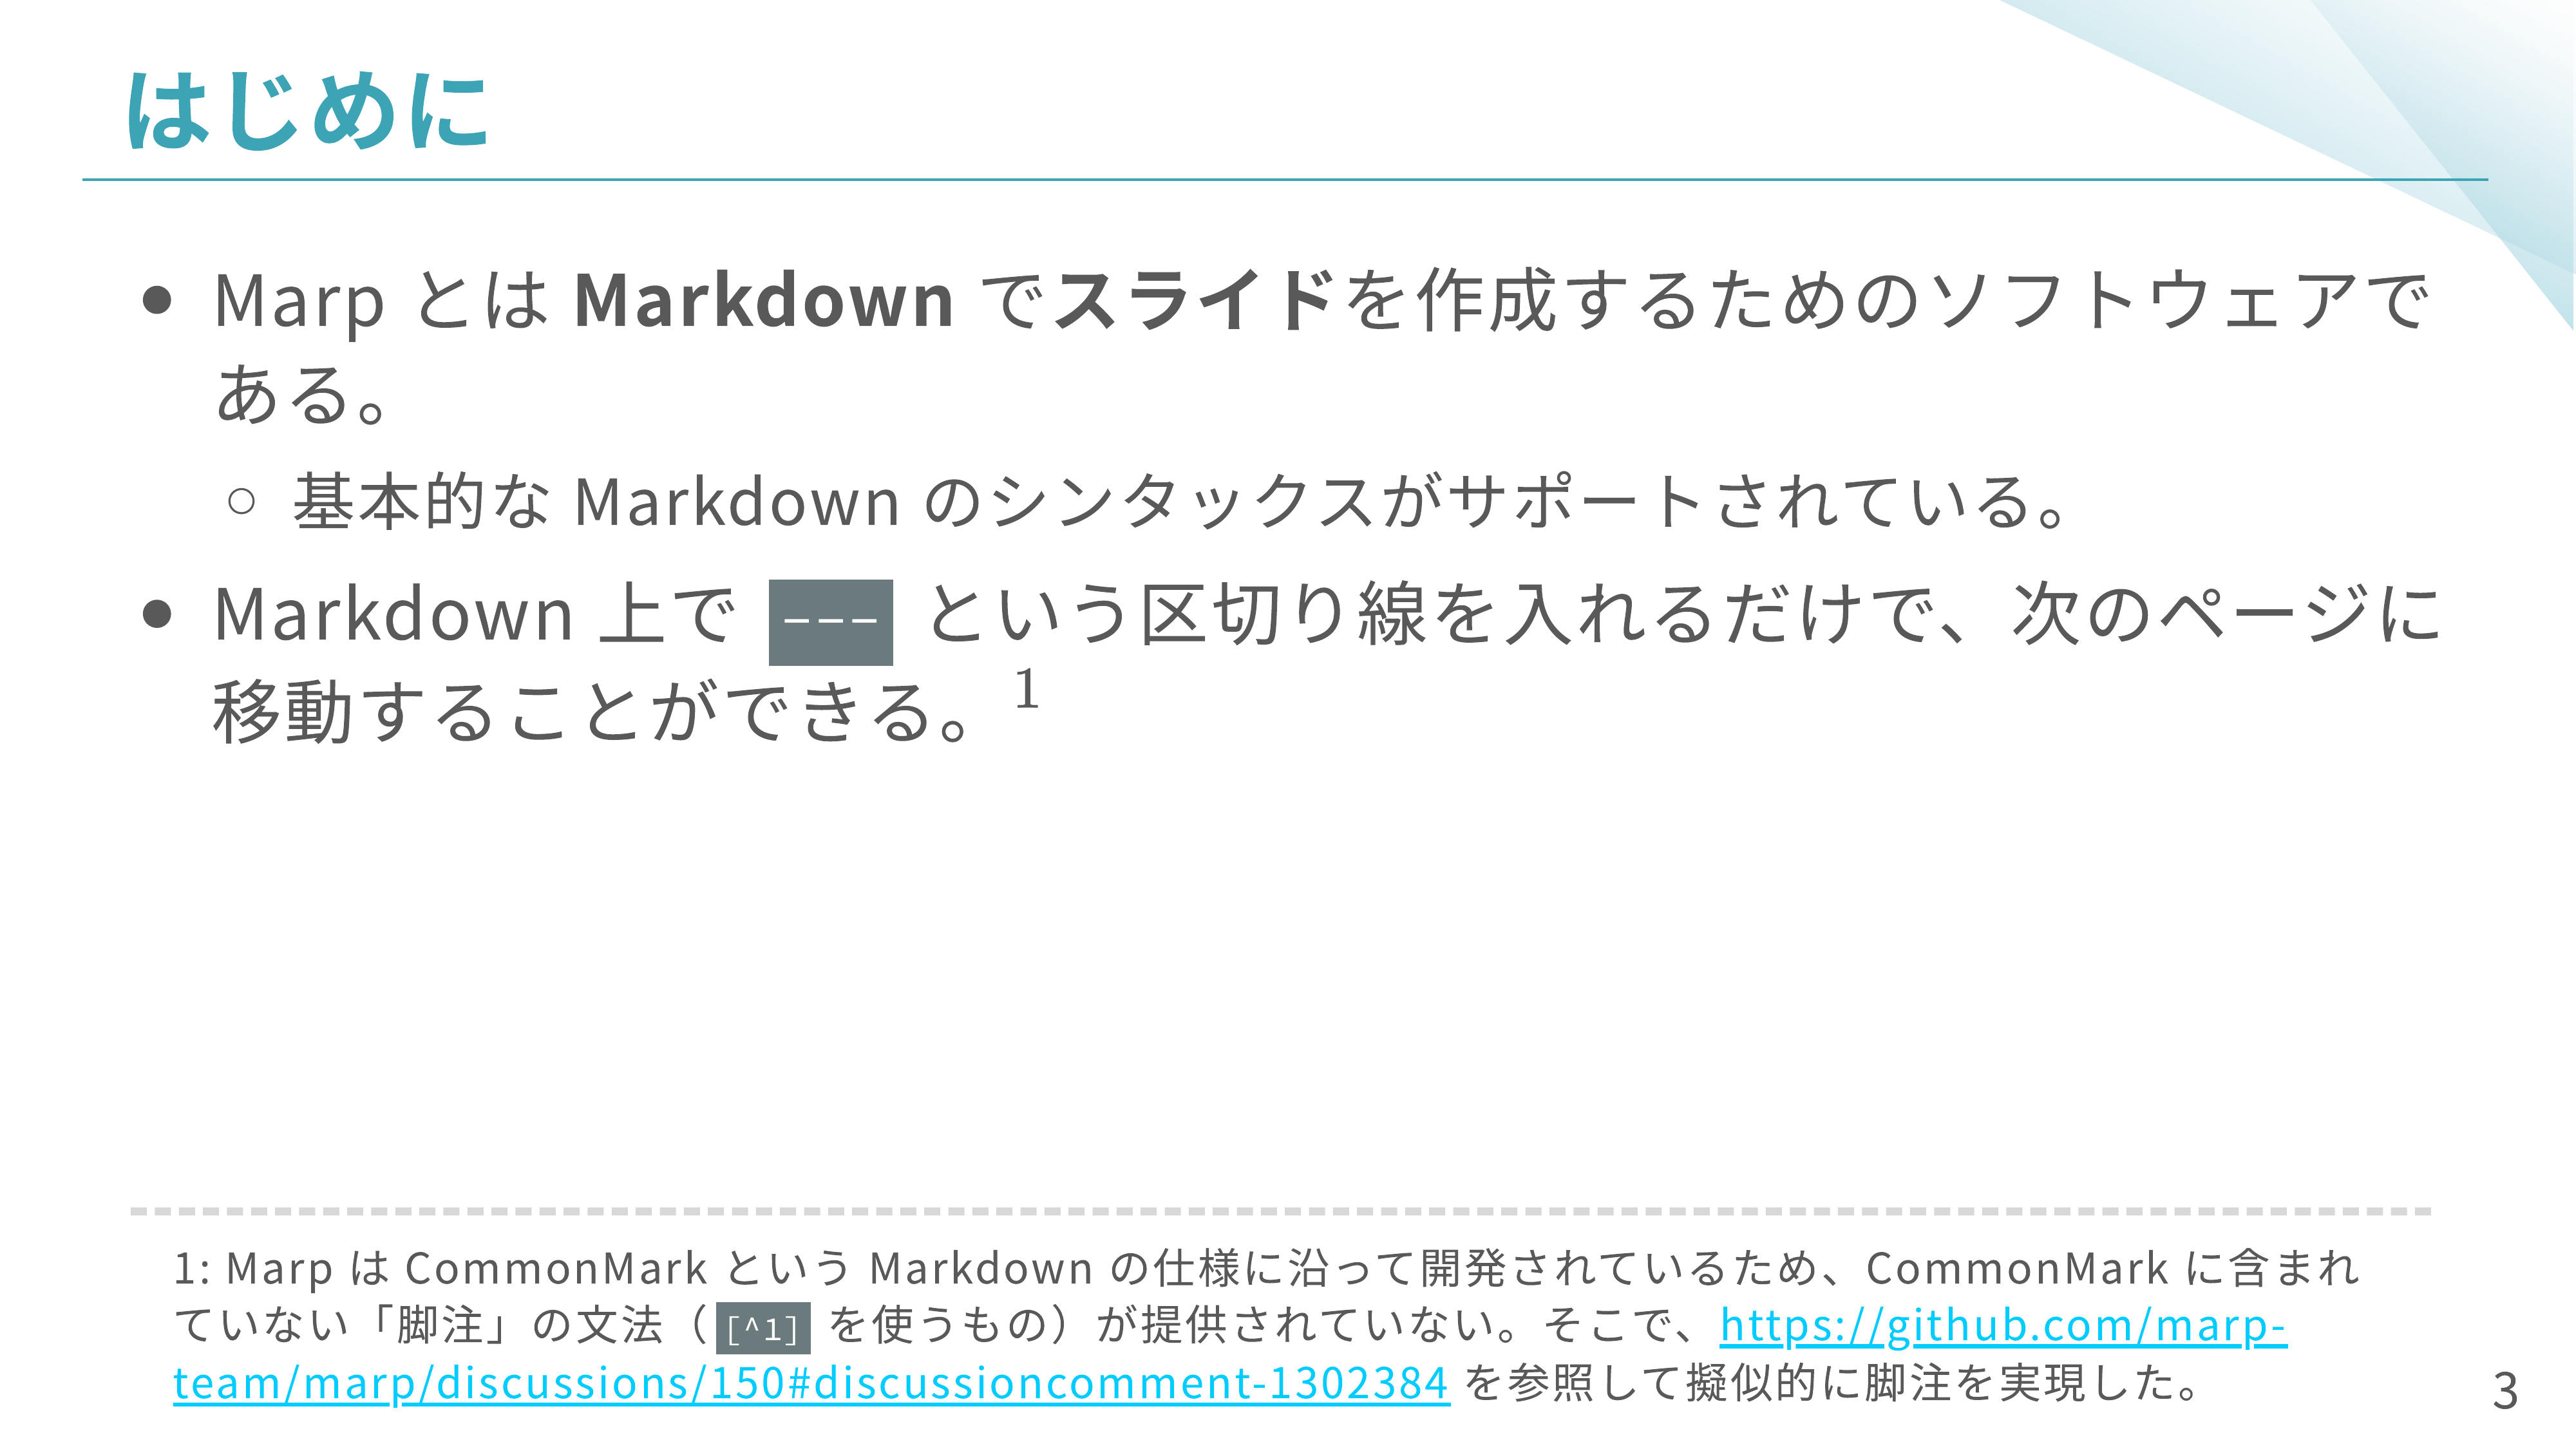 はじめに
• Marp とは Markdown でスライドを作成するためのソフトウェアで
ある。
○ 基本的な Markdown のシンタックスがサポートされている。
• Markdown 上で --- という区切り線を入れるだけで、次のページに
移動することができる。1
1: Marp は CommonMark という Markdown の仕様に沿って開発されているため、CommonMark に含まれ
ていない「脚注」の文法（ [^1] を使うもの）が提供されていない。そこで、https://github.com/marp-
team/marp/discussions/150#discussioncomment-1302384 を参照して擬似的に脚注を実現した。
3